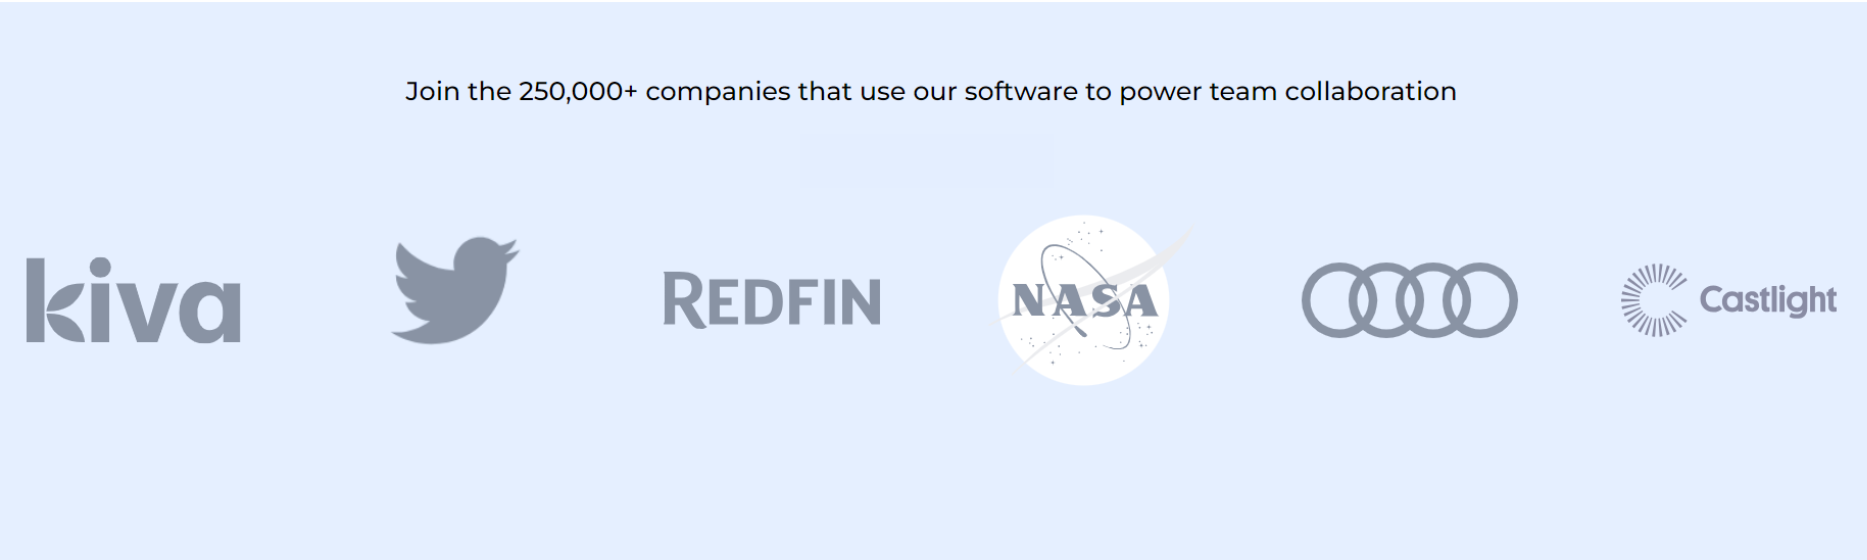 Join the 250,000+ companies that use our software to power team collaboration
kiva
REDFIN
NASA
Castlight